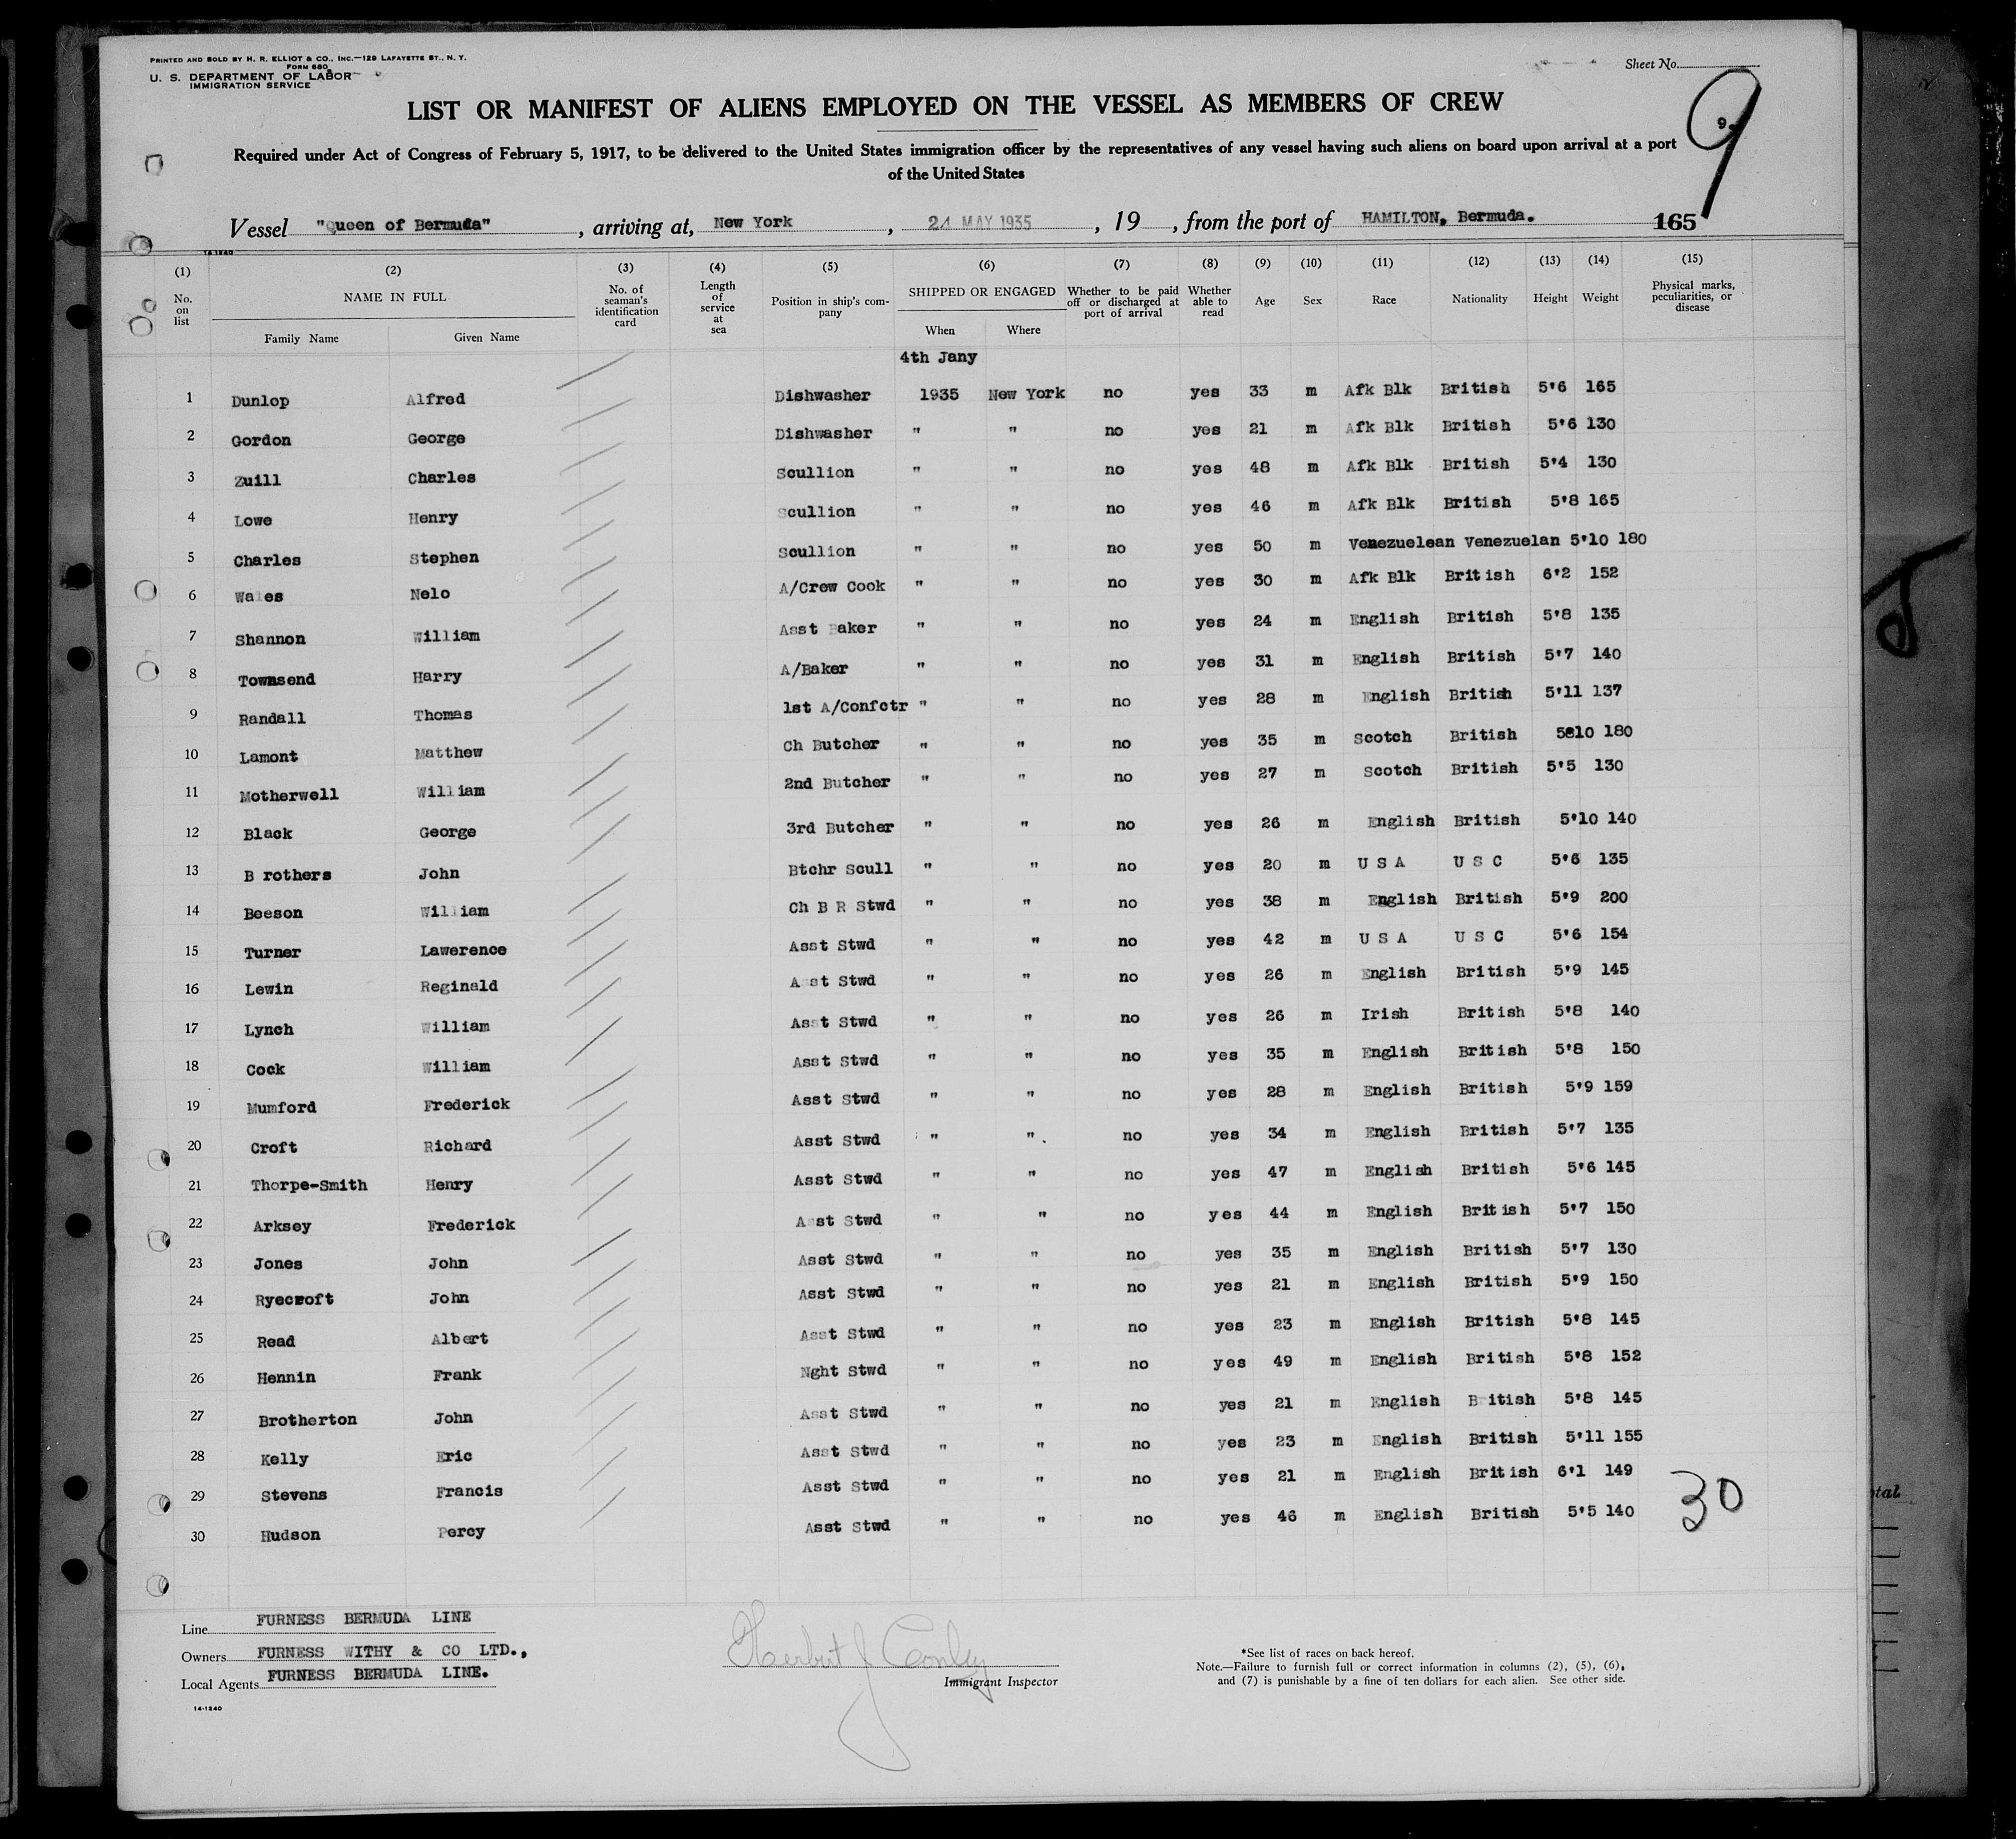 PRINTED AND SOLD BY H. R. ELLIOT & CO., INC.—129 LAFAYETTE ST., N. Y.
FORM 680
U. S. DEPARTMENT OF LABOR
IMMIGRATION SERVICE
Sheet No.
9
9.
LIST OR MANIFEST OF ALIENS EMPLOYED ON THE VESSEL AS MEMBERS OF CREW
Required under Act of Congress of February 5, 1917, to be delivered to the United States immigration officer by the representatives of any vessel having such aliens on board upon arrival at a port
of the United States
Vessel "Queen of Bermuda" , arriving at, New York , 24 MAY 1935 , 19 , from the port of HAMILTON, Bermuda. 165
14-1240
(1) (2) (3) (4) (5) (6) (7) (8) (9) (10) (11) (12) (13) (14) (15)
No. on list NAME IN FULL Family Name Given Name No. of seaman's identification card Length of service at sea Position in ship's company SHIPPED OR ENGAGED When Where Whether to be paid off or discharged at port of arrival Whether able to read Age Sex Race Nationality Height Weight Physical marks, peculiarities, or disease
4th Jany
1 Dunlop Alfred Dishwasher 1935 New York no yes 33 m Afk Blk British 5'6 165
2 Gordon George Dishwasher " " no yes 21 m Afk Blk British 5'6 130
3 Zuill Charles Scullion " " no yes 48 m Afk Blk British 5'4 130
4 Lowe Henry Scullion " " no yes 46 m Afk Blk British 5'8 165
5 Charles Stephen Scullion " " no yes 50 m Venezuelean Venezuelan 5'10 180
6 Wales Nelo A/Crew Cook " " no yes 30 m Afk Blk British 6'2 152
7 Shannon William Asst Baker " " no yes 24 m English British 5'8 135
8 Townsend Harry A/Baker " " no yes 31 m English British 5'7 140
9 Randall Thomas 1st A/Confctr " " no yes 28 m English British 5'11 137
10 Lamont Matthew Ch Butcher " " no yes 35 m Scotch British 5810 180
11 Motherwell William 2nd Butcher " " no yes 27 m Scotch British 5'5 130
12 Black George 3rd Butcher " " no yes 26 m English British 5'10 140
13 B rothers John Btchr Scull " " no yes 20 m U S A U S C 5'6 135
14 Beeson William Ch B R Stwd " " no yes 38 m English British 5'9 200
15 Turner Lawerence Asst Stwd " " no yes 42 m U S A U S C 5'6 154
16 Lewin Reginald Asst Stwd " " no yes 26 m English British 5'9 145
17 Lynch William Asst Stwd " " no yes 26 m Irish British 5'8 140
18 Cock William Asst Stwd " " no yes 35 m English British 5'8 150
19 Mumford Frederick Asst Stwd " " no yes 28 m English British 5'9 159
20 Croft Richard Asst Stwd " " no yes 34 m English British 5'7 135
21 Thorpe-Smith Henry Asst Stwd " " no yes 47 m English British 5'6 145
22 Arksey Frederick Asst Stwd " " no yes 44 m English British 5'7 150
23 Jones John Asst Stwd " " no yes 35 m English British 5'7 130
24 Ryecroft John Asst Stwd " " no yes 21 m English British 5'9 150
25 Read Albert Asst Stwd " " no yes 23 m English British 5'8 145
26 Hennin Frank Nght Stwd " " no yes 49 m English British 5'8 152
27 Brotherton John Asst Stwd " " no yes 21 m English British 5'8 145
28 Kelly Eric Asst Stwd " " no yes 23 m English British 5'11 155
29 Stevens Francis Asst Stwd " " no yes 21 m English British 6'1 149
30 Hudson Percy Asst Stwd " " no yes 46 m English British 5'5 140
30
Line FURNESS BERMUDA LINE
Owners FURNESS WITHY & CO LTD.,
Local Agents FURNESS BERMUDA LINE.
14-1240
Herbert J Conley
Immigrant Inspector
*See list of races on back hereof.
Note.—Failure to furnish full or correct information in columns (2), (5), (6), and (7) is punishable by a fine of ten dollars for each alien. See other side.